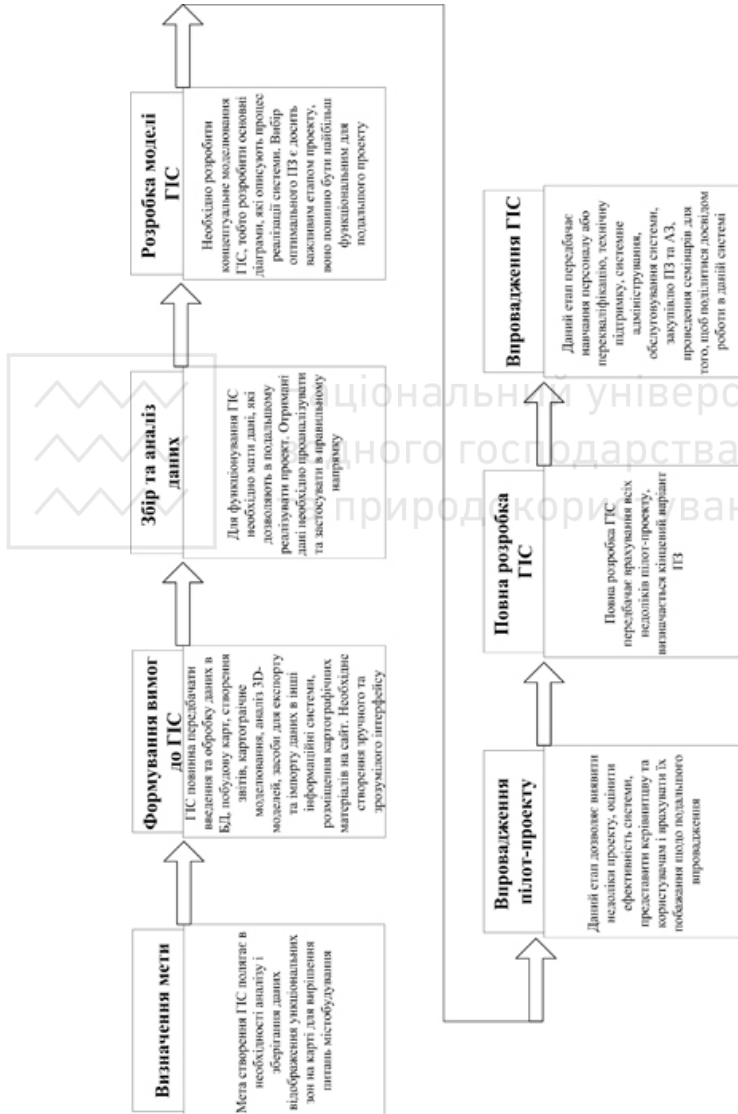 Визначення мети
Мета створення ГІС полягає в
необхідності аналізу і
зберігання даних
відображення ункціональних
зон на карті для вирішення
питань містобудування
Формування вимог
до ГІС
ГІС повинна передбачати
введення та обробку даних в
БД, побудову карт, створення
звітів, картограічне
моделювання, аналіз 3D-
моделей, засоби для експорту
та імпорту даних в інші
інформаційні системи,
розміщення картографічних
матеріалів на сайт. Необхідне
створення зручного та
зрозумілого інтерфейсу
Збір та аналіз
даних
Для функціонування ГІС
необхідно мати дані, які
дозволяють в подальшому
реалізувати проект. Отримані
дані необхідно проаналізувати
та застосувати в правильному
напрямку
Розробка моделі
ГІС
Необхідно розробити
концептуальне моделювання
ГІС, тобто розробити основні
діаграми, які описують процес
реалізації системи. Вибір
оптимального ПЗ є досить
важливим етапом проекту,
воно повинно бути найбільш
функціональним для
подальшого проекту
Впровадження
пілот-проекту
Даний етап дозволяє виявити
недоліки проекту, оцінити
ефективність системи,
представити керівництву та
користувачам і врахувати їх
побажання щодо подальшого
впровадження
Повна розробка
ГІС
Повна розробка ГІС
передбачає врахування всіх
недоліків пілот-проекту,
визначається кінцевий варіант
ПЗ
Впровадження ГІС
Даний етап передбачає
навчання персоналу або
перекваліфікацію, технічну
підтримку, системне
адміністрування,
обслуговування системи,
закупівлю ПЗ та АЗ,
проведення семінарів для
того, щоб поділитися досвідом
роботи в даній системі
ціональний універс
дного господарства
природокористуван